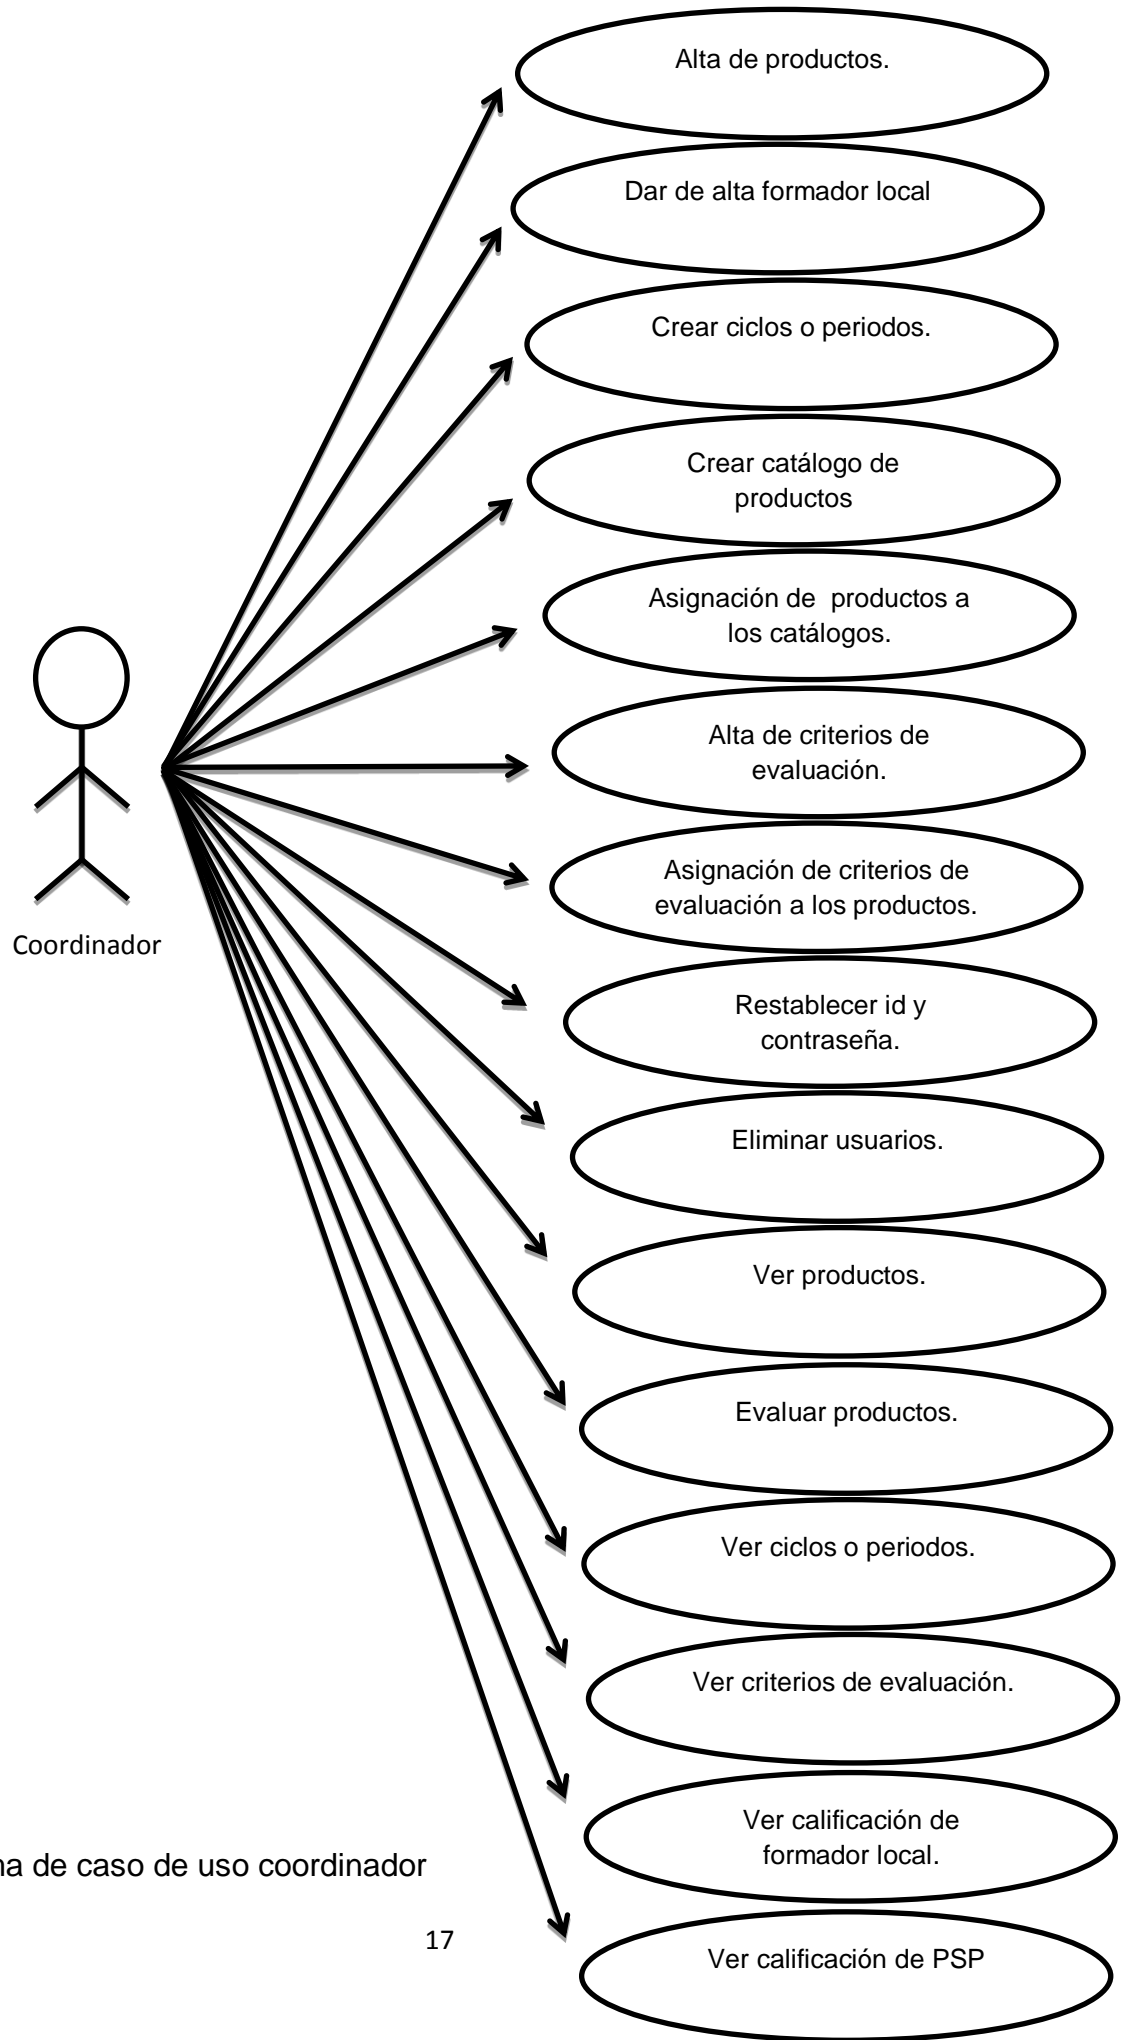 Alta de productos.
Dar de alta formador local
Crear ciclos o periodos.
Crear catálogo de
productos
Asignación de productos a
los catálogos.
Alta de criterios de
evaluación.
Asignación de criterios de
evaluación a los productos.
Coordinador
Restablecer id y
contraseña.
Eliminar usuarios.
Ver productos.
Evaluar productos.
Ver ciclos o periodos.
Ver criterios de evaluación.
Ver calificación de
formador local.
de caso de uso coordinador
17
Ver calificación de PSP